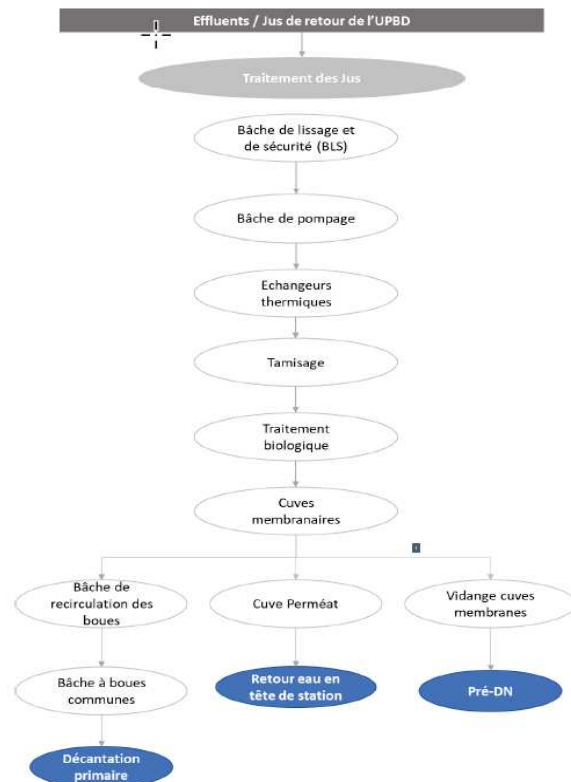 Effluents / Jus de retour de l'UPBD
Traitement des Jus
Bâche de lissage et
de sécurité (BLS)
Bâche de pompage
Echangeurs
thermiques
Tamisage
Traitement
biologique
Cuves
membranaires
Bâche de
recirculation des
boues
Cuve Perméat
Vidange cuves
membranes
Bâche à boues
communes
Retour eau en
tête de station
Pré-DN
Décantation
primaire